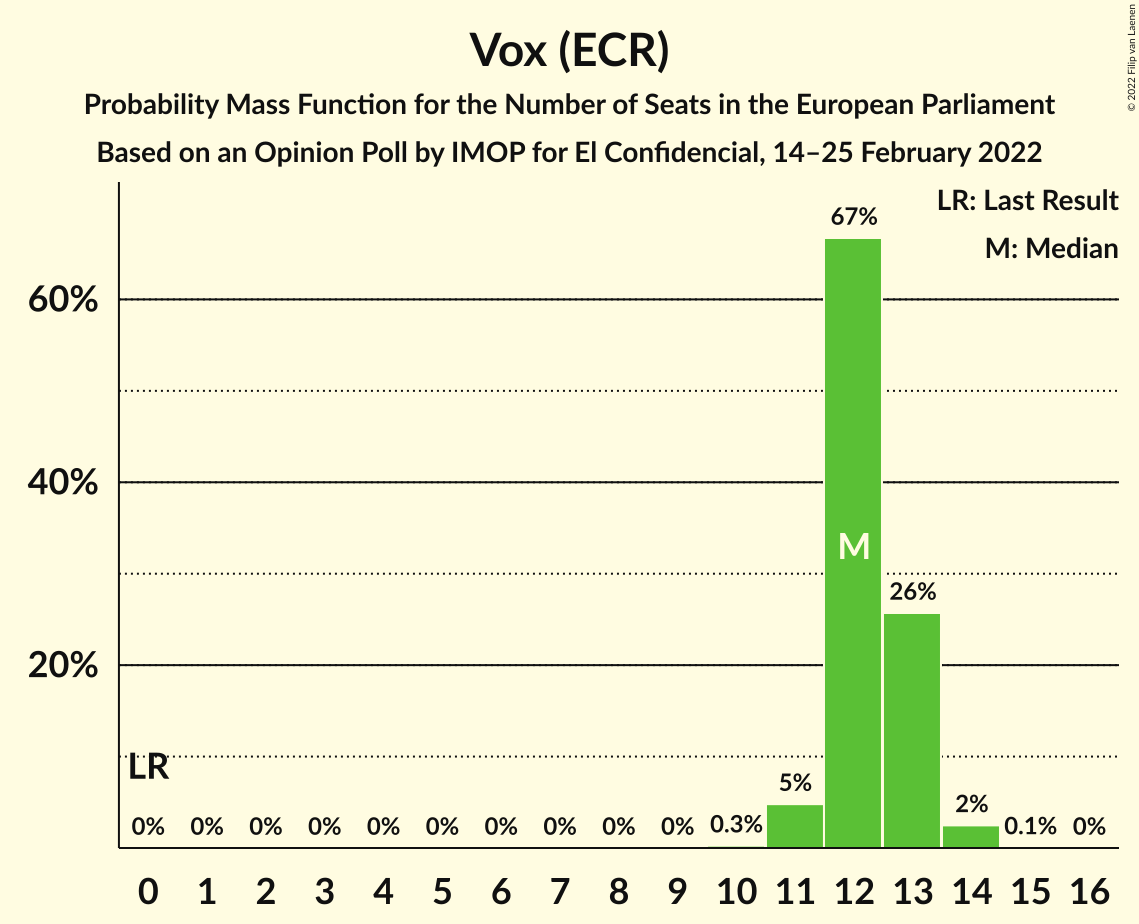 Vox (ECR)
Probability Mass Function for the Number of Seats in the European Parliament
Based on an Opinion Poll by IMOP for El Confidencial, 14–25 February 2022
© 2022 Filip van Laenen
LR: Last Result
M: Median
67%
60%
40%
M
26%
20%
LR
5%
2%
0% 0% 0% 0% 0% 0% 0% 0% 0% 0% 0.3% 0.1% 0%
0 1 2 3 4 5 6 7 8 9 10 11 12 13 14 15 16